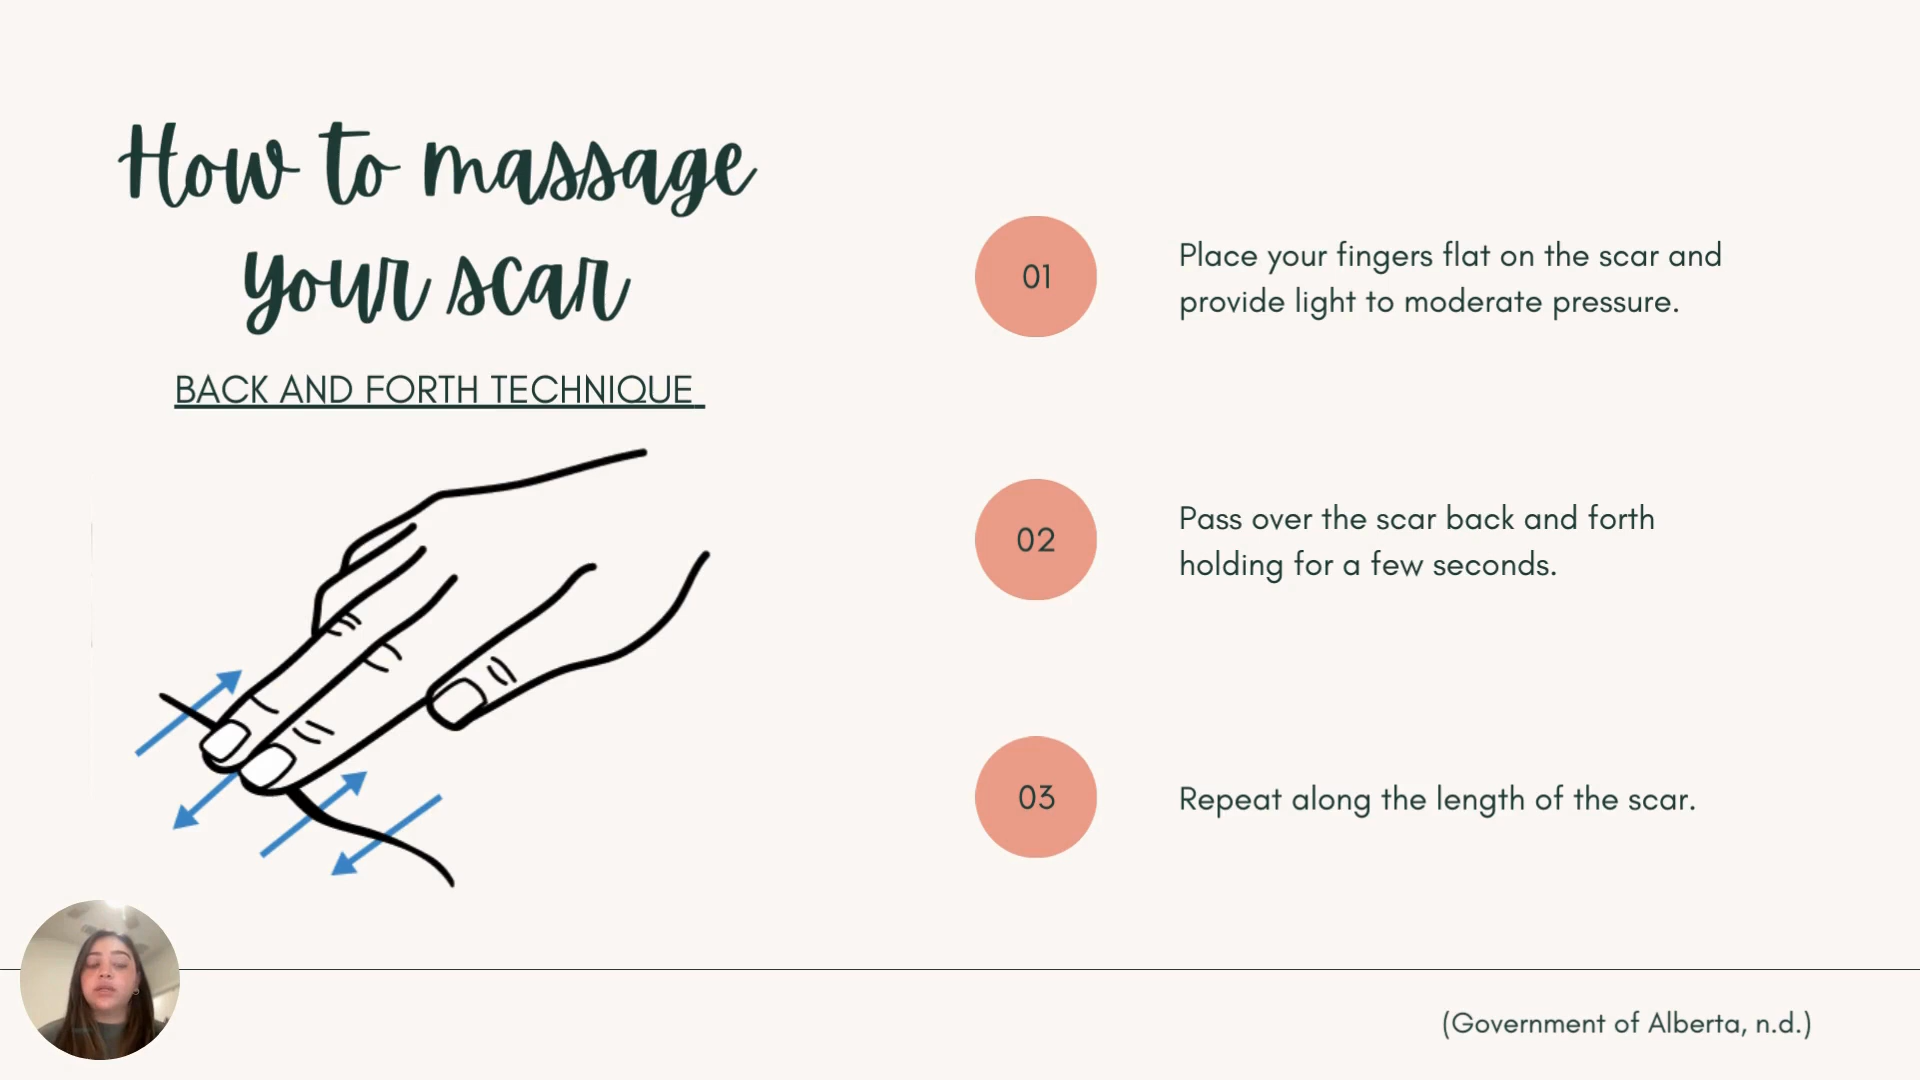 How to massage
your scar
BACK AND FORTH TECHNIQUE
01
Place your fingers flat on the scar and
provide light to moderate pressure.
02
Pass over the scar back and forth
holding for a few seconds.
03
Repeat along the length of the scar.
(Government of Alberta, n.d.)